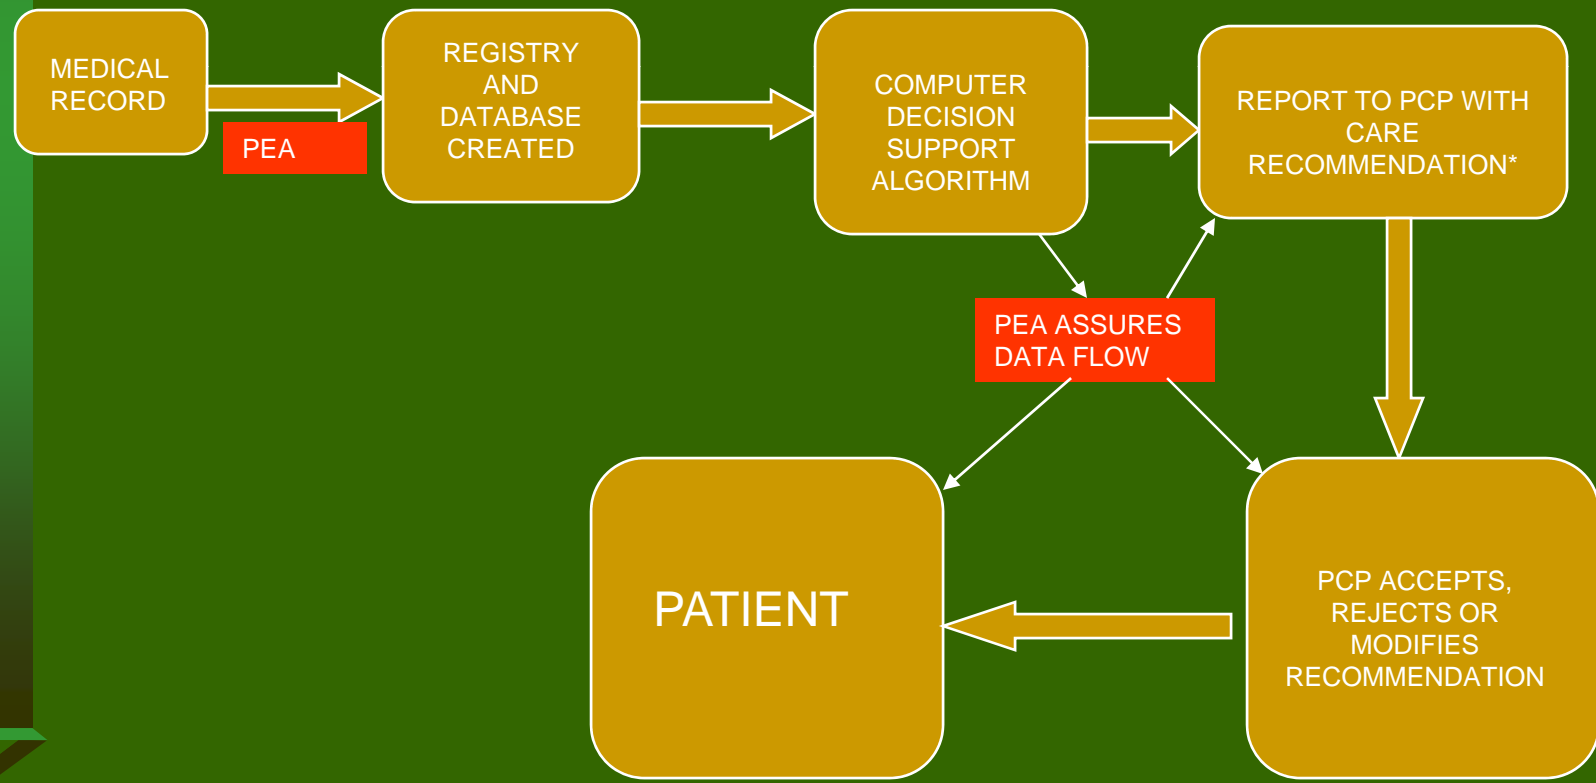 MEDICAL
RECORD
PEA
REGISTRY
AND
DATABASE
CREATED
COMPUTER
DECISION
SUPPORT
ALGORITHM
REPORT TO PCP WITH
CARE
RECOMMENDATION*
PEA ASSURES
DATA FLOW
PCP ACCEPTS,
REJECTS OR
MODIFIES
RECOMMENDATION
PATIENT